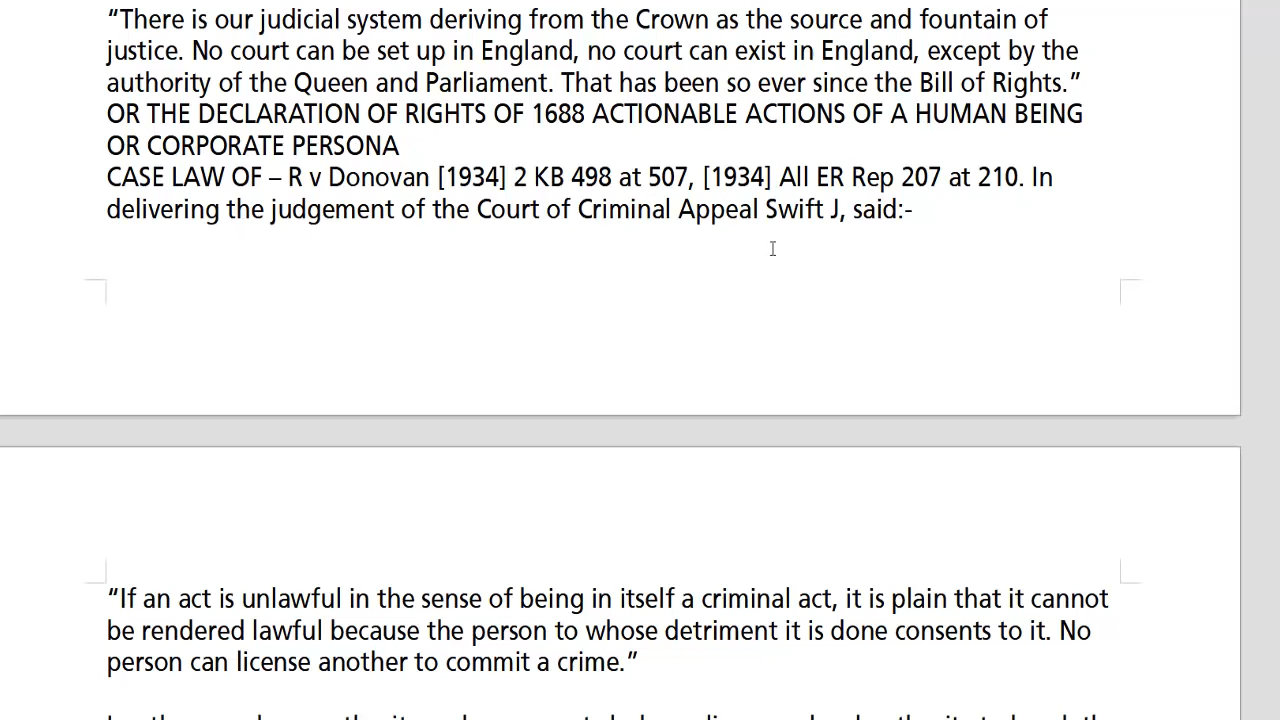 “There is our judicial system deriving from the Crown as the source and fountain of
justice. No court can be set up in England, no court can exist in England, except by the
authority of the Queen and Parliament. That has been so ever since the Bill of Rights.”
OR THE DECLARATION OF RIGHTS OF 1688 ACTIONABLE ACTIONS OF A HUMAN BEING
OR CORPORATE PERSONA
CASE LAW OF – R v Donovan [1934] 2 KB 498 at 507, [1934] All ER Rep 207 at 210. In
delivering the judgement of the Court of Criminal Appeal Swift J, said:-
“If an act is unlawful in the sense of being in itself a criminal act, it is plain that it cannot
be rendered lawful because the person to whose detriment it is done consents to it. No
person can license another to commit a crime.”